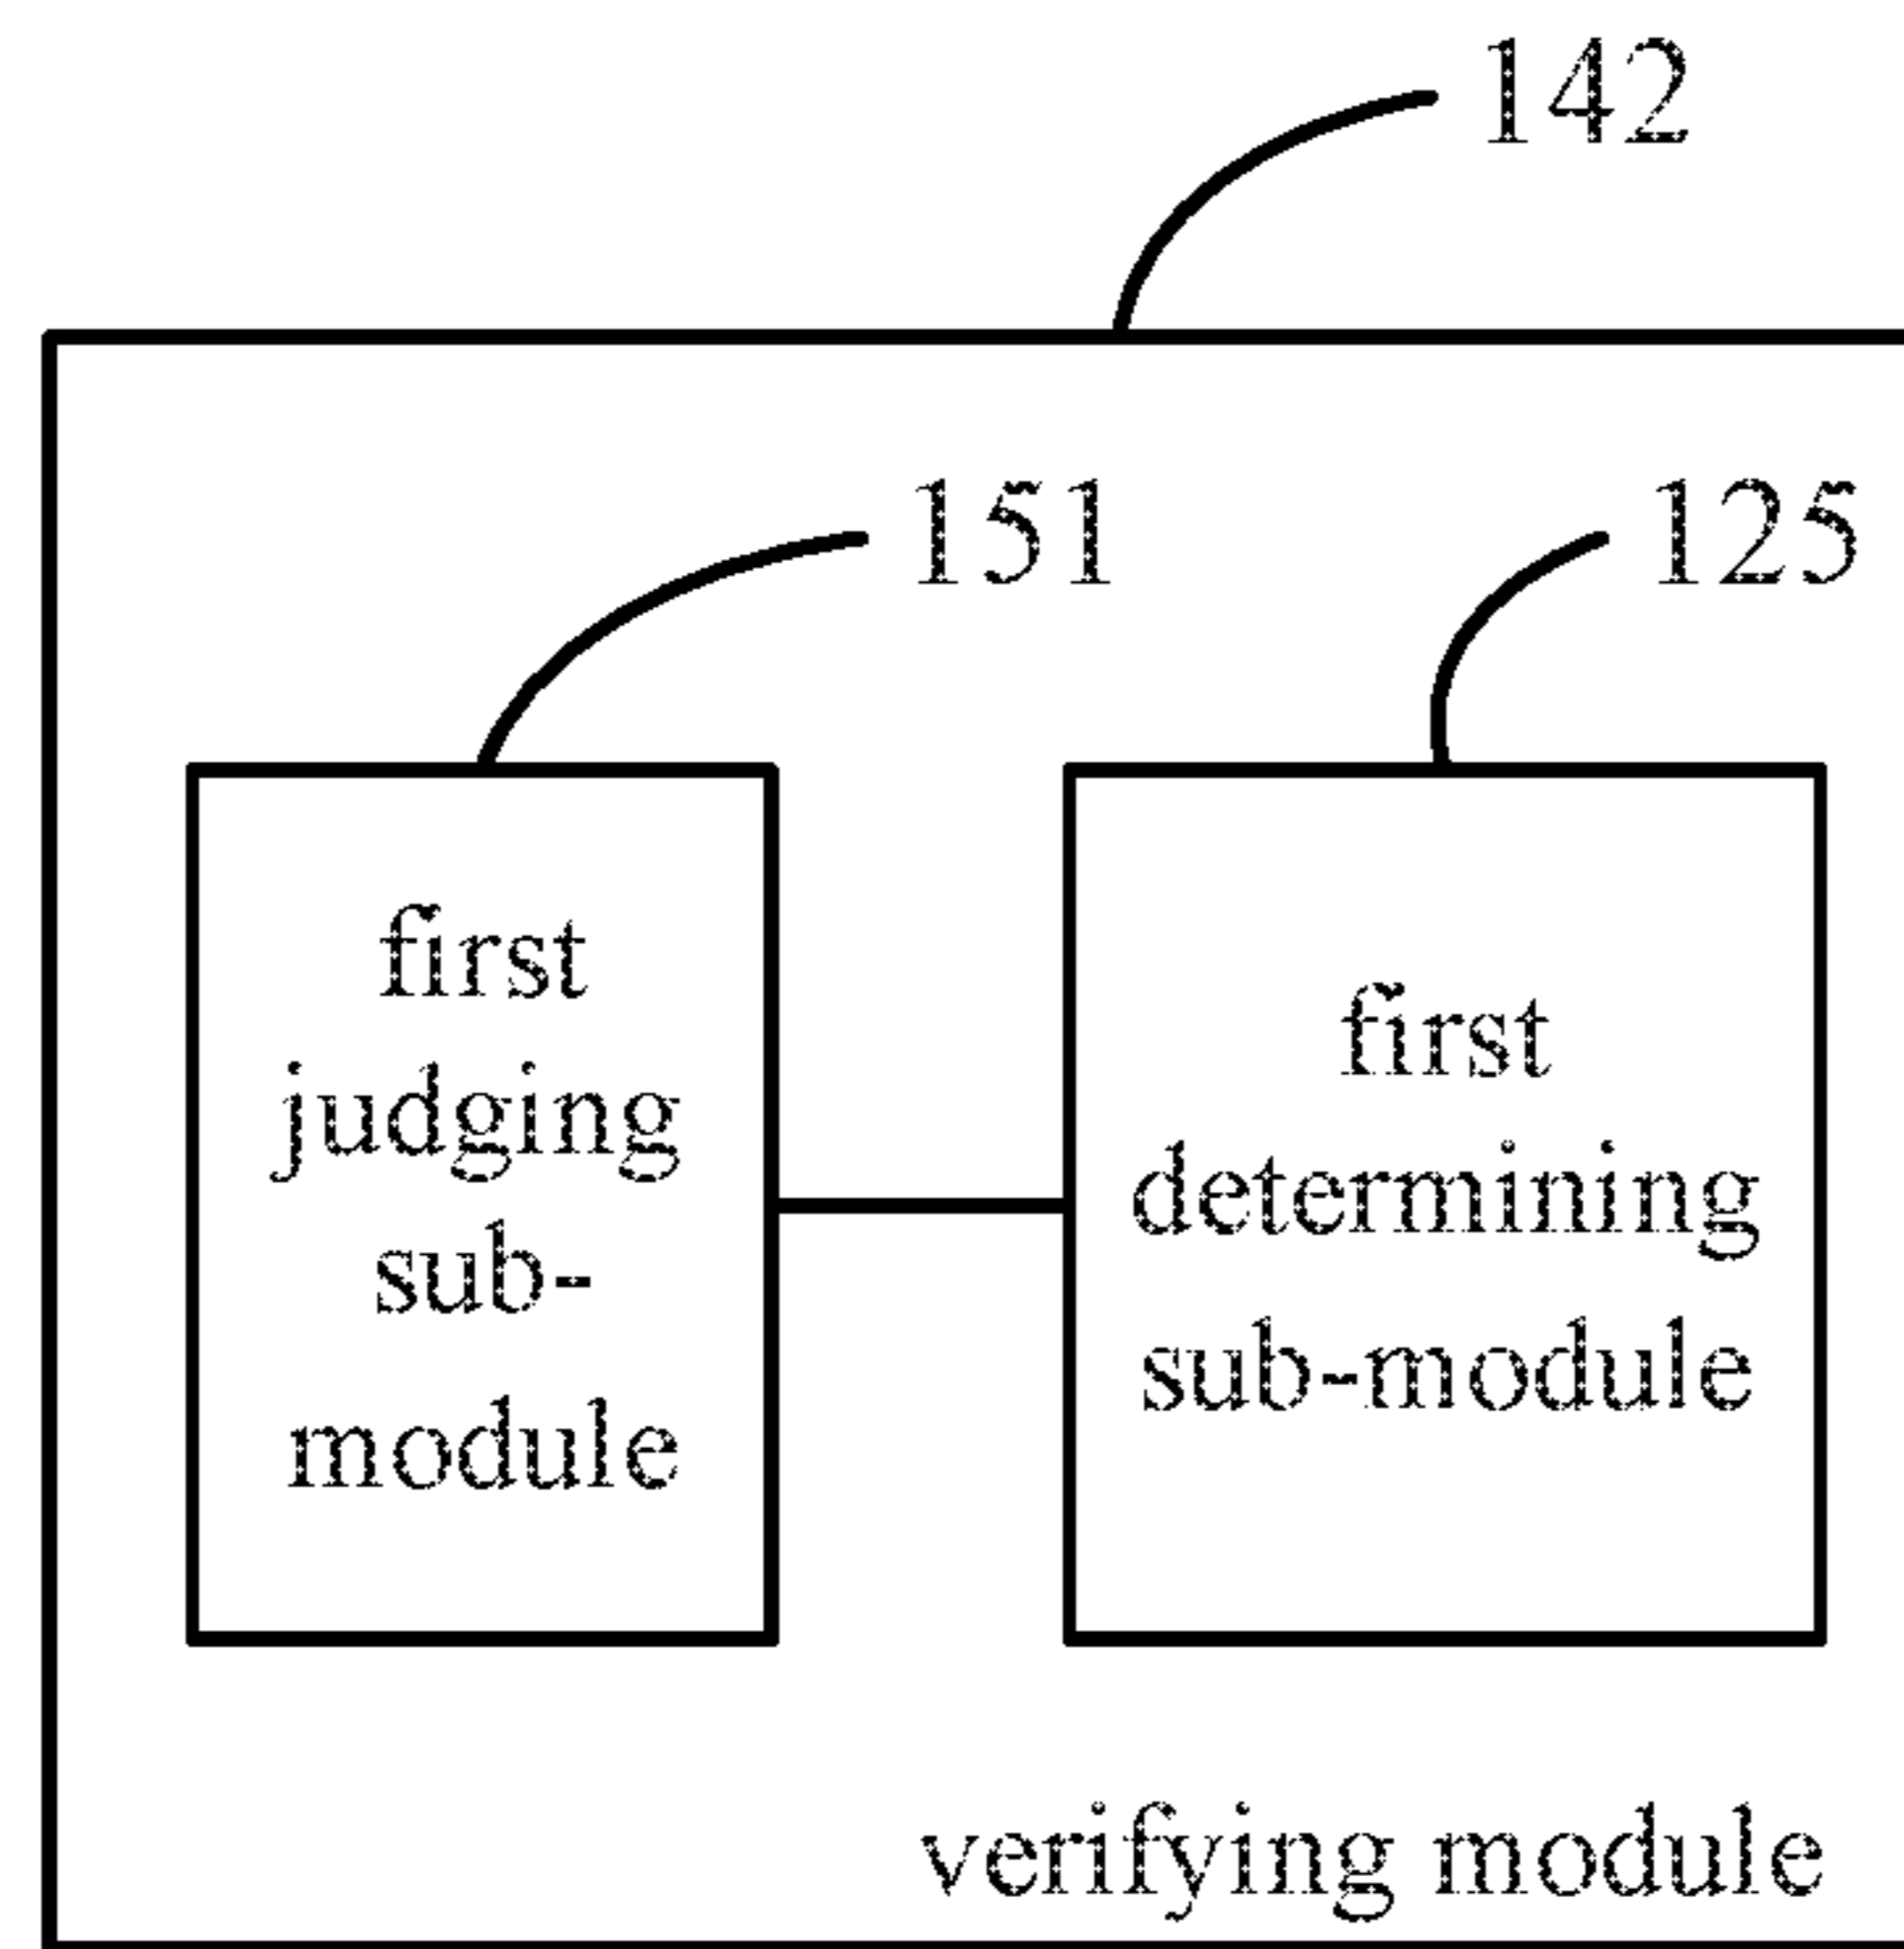 142
151
125
first
judging
sub-
module
first
determining
sub-module
verifying module